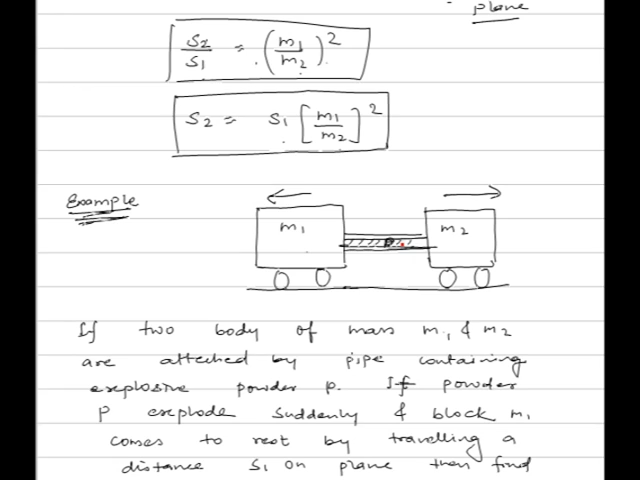 plane
S2/S1 = (m1/m2)^2
S2 = S1 [m1/m2]^2
Example
m1 m2
If two body of mass m1 & m2
are atteched by pipe containing
explosive powder p. If powder
P explode suddenly & block m1
comes to rest by travelling a
distance S1 on plane then find